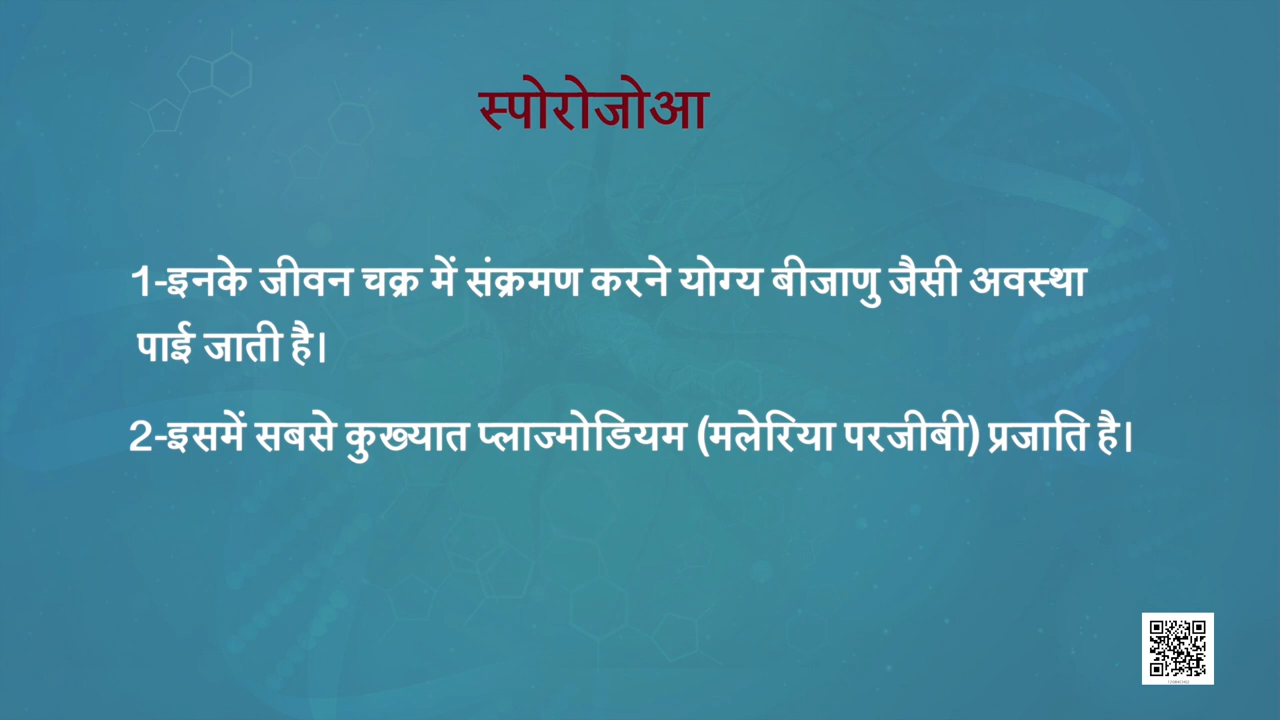 स्पोरोजोआ
1-इनके जीवन चक्र में संक्रमण करने योग्य बीजाणु जैसी अवस्था
पाई जाती है।
2-इसमें सबसे कुख्यात प्लाज्मोडियम (मलेरिया परजीबी) प्रजाति है।